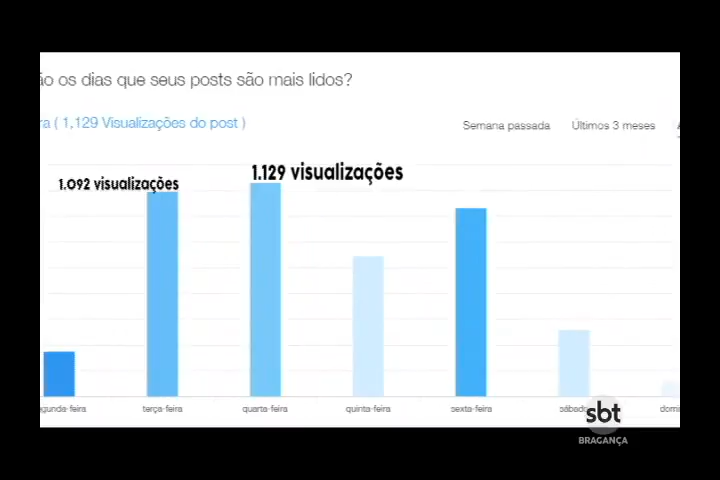 ão os dias que seus posts são mais lidos?
ra ( 1,129 Visualizações do post )
Semana passada Últimos 3 meses
1.129 visualizações
1.092 visualizações
gunda-feira terça-feira quarta-feira quinta-feira sexta-feira sábado domi
sbt
BRAGANÇA